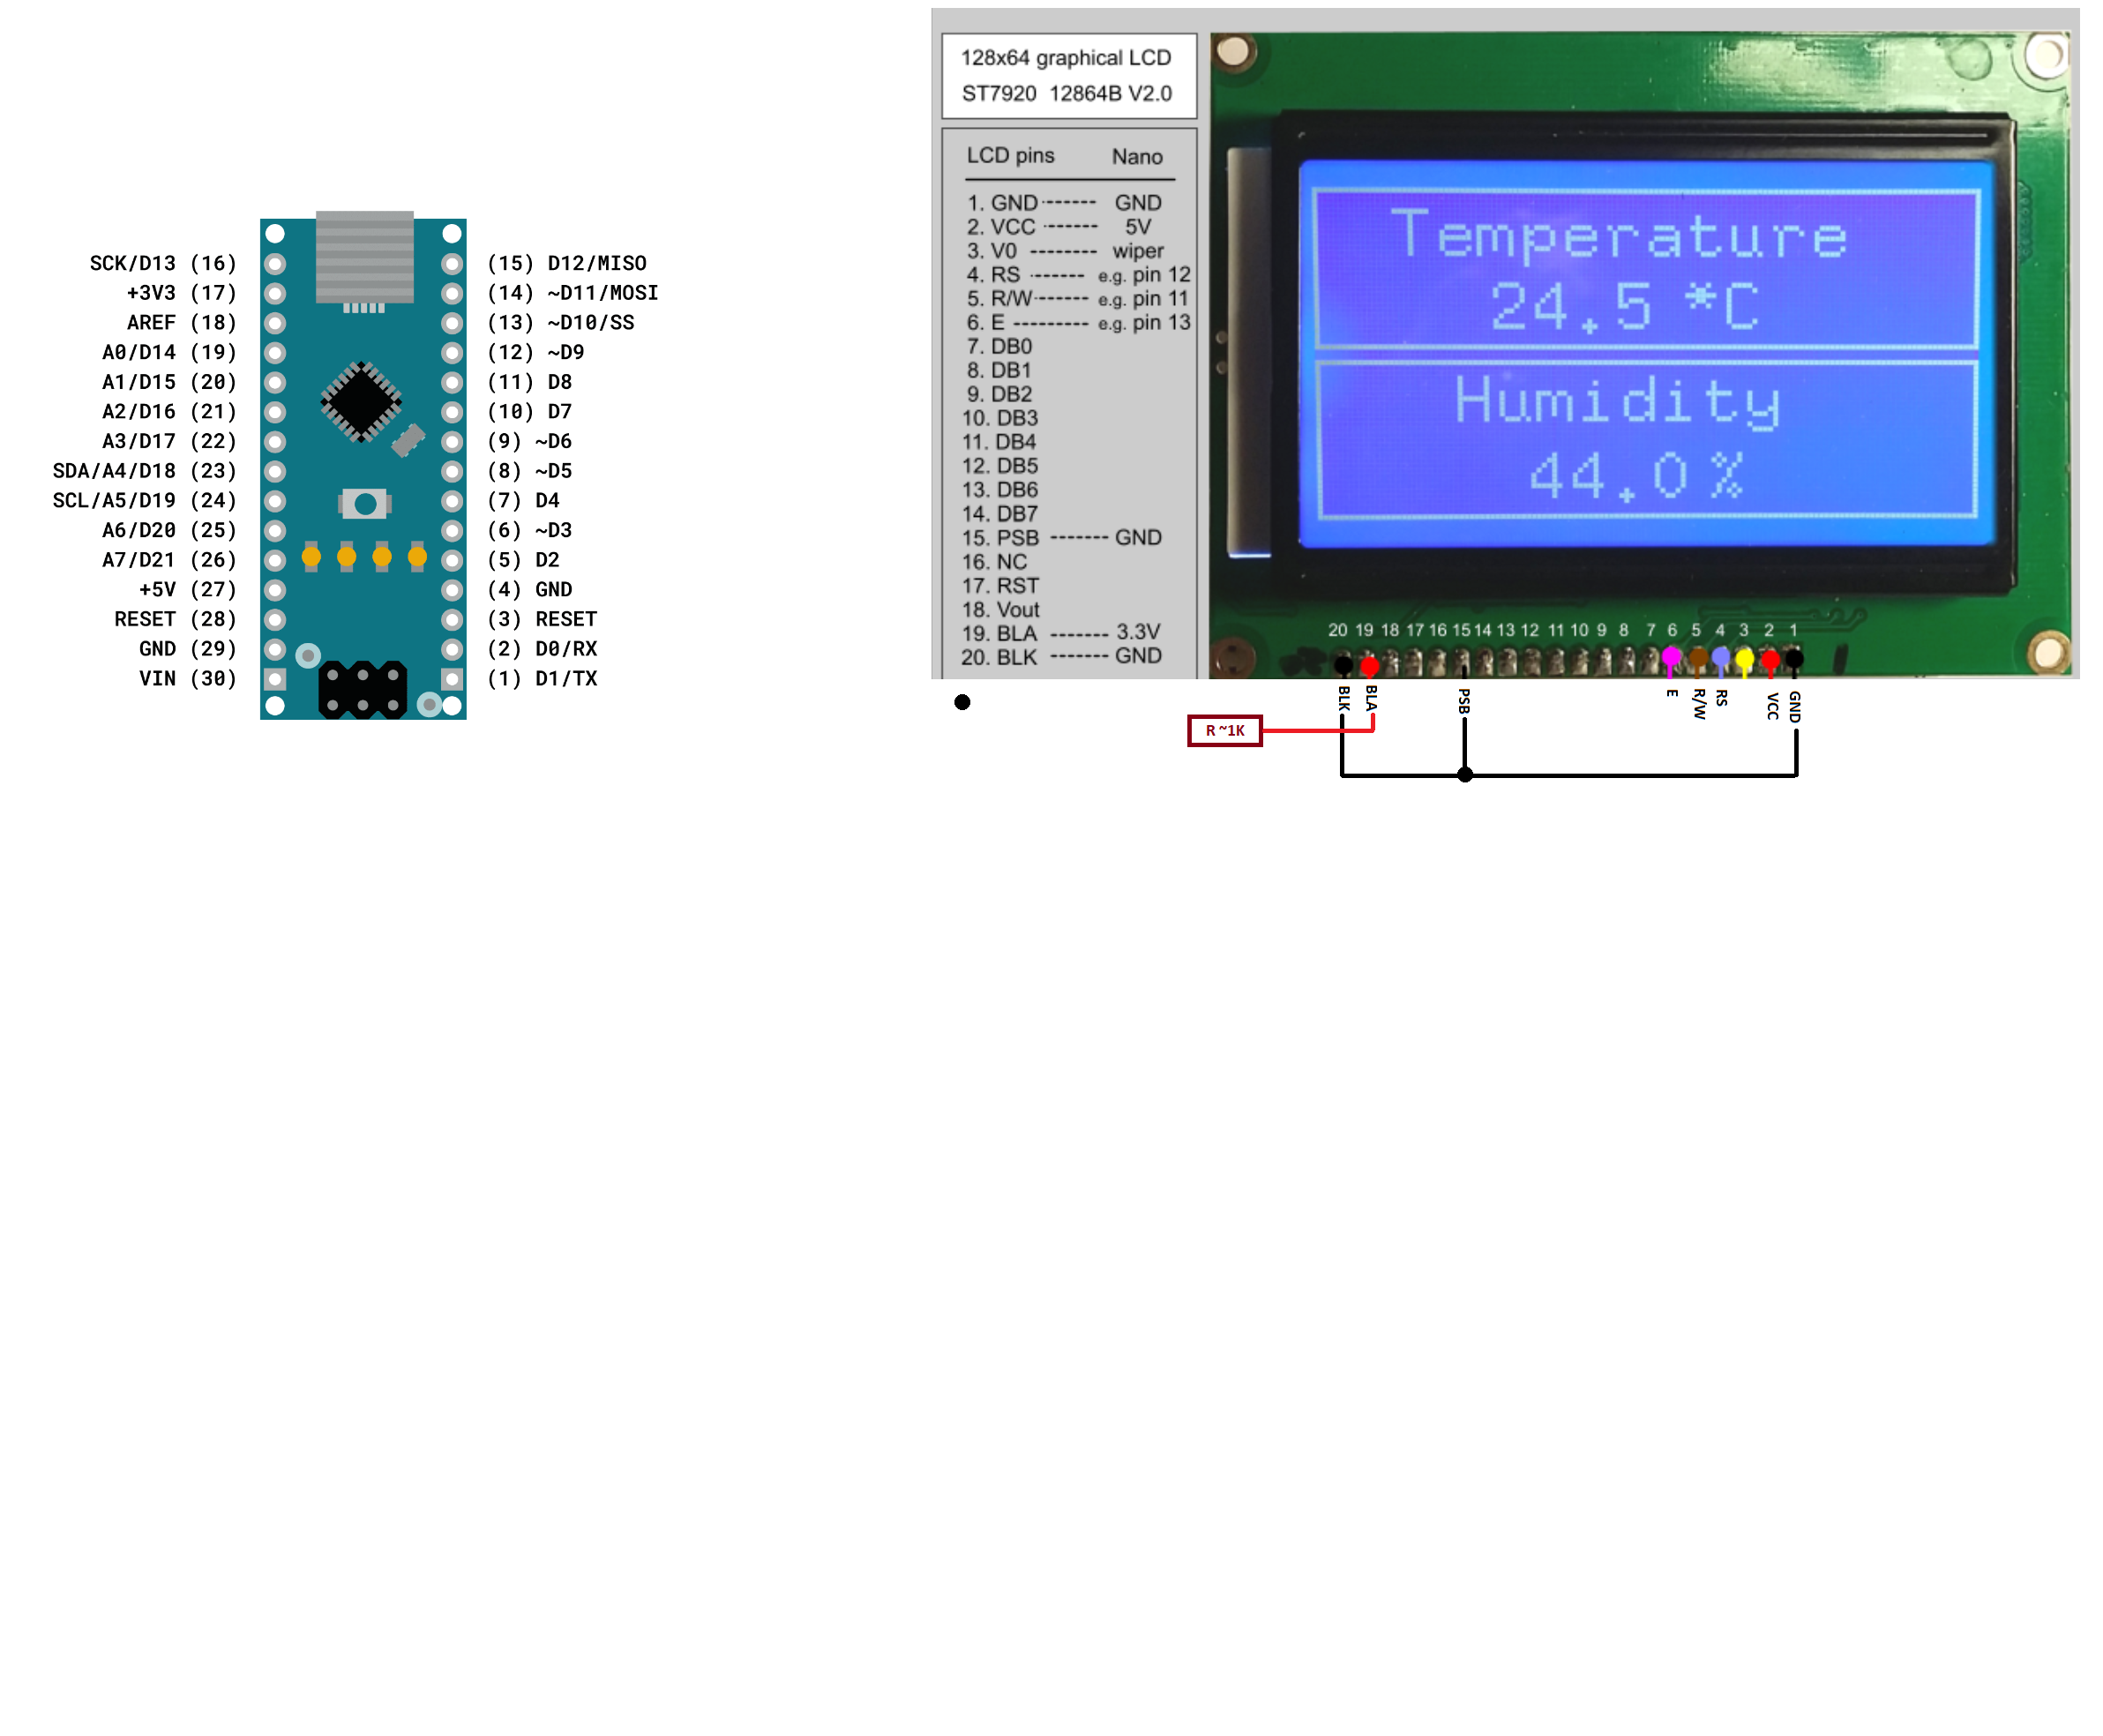 SCK/D13 (16)
+3V3 (17)
AREF (18)
A0/D14 (19)
A1/D15 (20)
A2/D16 (21)
A3/D17 (22)
SDA/A4/D18 (23)
SCL/A5/D19 (24)
A6/D20 (25)
A7/D21 (26)
+5V (27)
RESET (28)
GND (29)
VIN (30)
(15) D12/MISO
(14) ~D11/MOSI
(13) ~D10/SS
(12) ~D9
(11) D8
(10) D7
(9) ~D6
(8) ~D5
(7) D4
(6) ~D3
(5) D2
(4) GND
(3) RESET
(2) D0/RX
(1) D1/TX
128x64 graphical LCD
ST7920 12864B V2.0
LCD pins Nano
1. GND ------- GND
2. VCC ------- 5V
3. V0 -------- wiper
4. RS ------- e.g. pin 12
5. R/W ------- e.g. pin 11
6. E --------- e.g. pin 13
7. DB0
8. DB1
9. DB2
10. DB3
11. DB4
12. DB5
13. DB6
14. DB7
15. PSB ------- GND
16. NC
17. RST
18. Vout
19. BLA ------- 3.3V
20. BLK ------- GND
Temperature
24.5 *C
Humidity
44.0 %
20 19 18 17 16 15 14 13 12 11 10 9 8 7 6 5 4 3 2 1
BLK
BLA
PSB
E
R/W
RS
VCC
GND
R ~1K